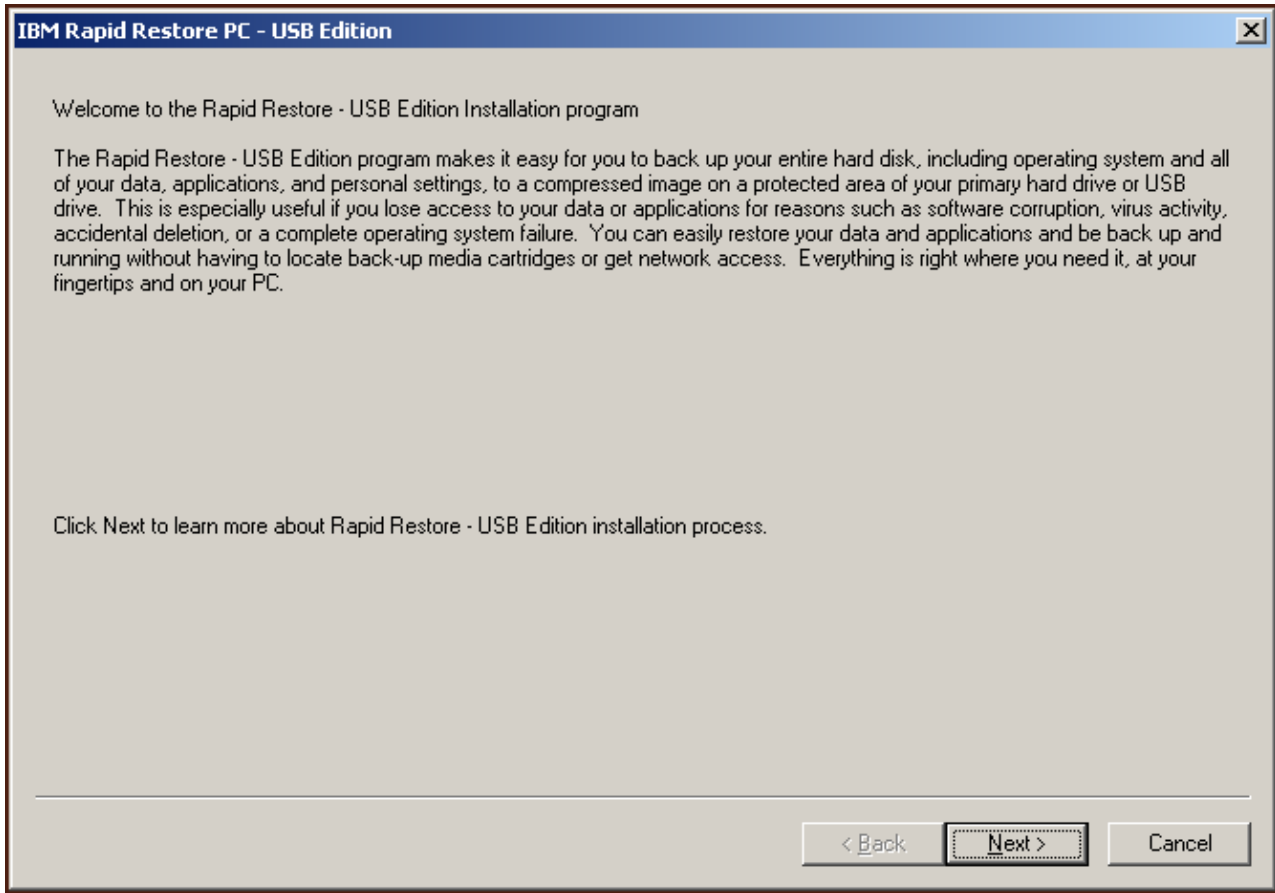 IBM Rapid Restore PC - USB Edition
Welcome to the Rapid Restore - USB Edition Installation program
The Rapid Restore - USB Edition program makes it easy for you to back up your entire hard disk, including operating system and all
of your data, applications, and personal settings, to a compressed image on a protected area of your primary hard drive or USB
drive.  This is especially useful if you lose access to your data or applications for reasons such as software corruption, virus activity,
accidental deletion, or a complete operating system failure.  You can easily restore your data and applications and be back up and
running without having to locate back-up media cartridges or get network access.  Everything is right where you need it, at your
fingertips and on your PC.
Click Next to learn more about Rapid Restore - USB Edition installation process.
< Back Next > Cancel